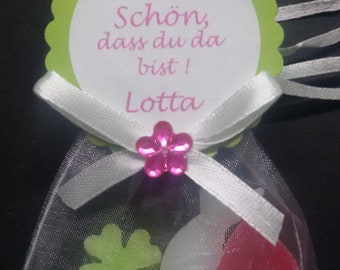 Schön,
dass du da
bist !
Lotta